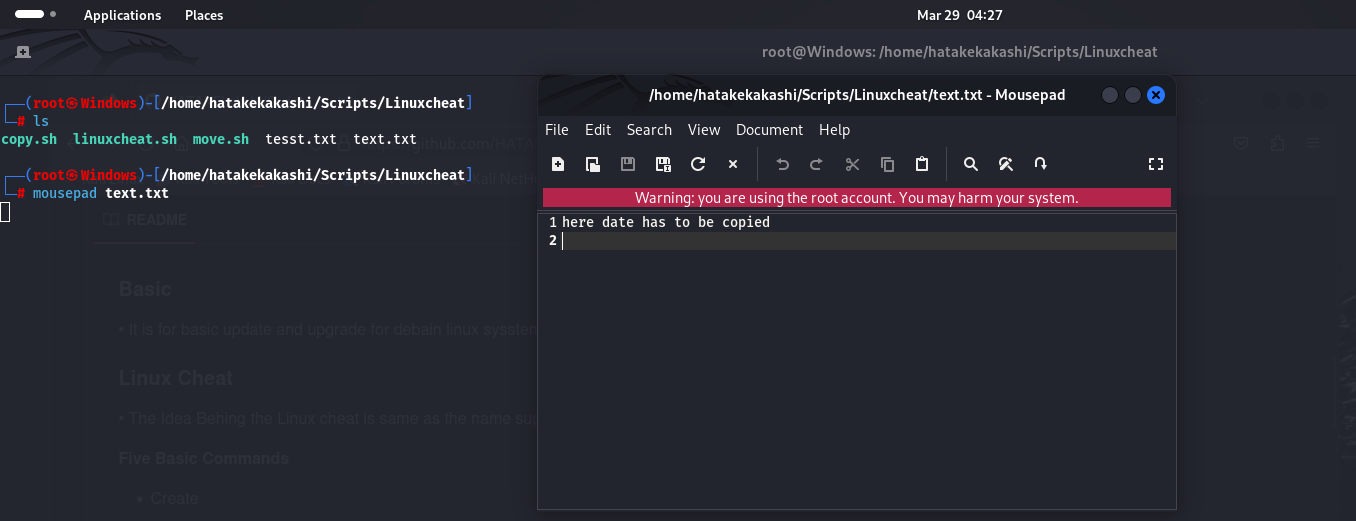 Applications Places Mar 29 04:27
root@Windows: /home/hatakekakashi/Scripts/Linuxcheat
┌──(root㉿Windows)-[/home/hatakekakashi/Scripts/Linuxcheat]
└─# ls
copy.sh linuxcheat.sh move.sh tesst.txt text.txt
┌──(root㉿Windows)-[/home/hatakekakashi/Scripts/Linuxcheat]
└─# mousepad text.txt
README
Basic
• It is for basic update and upgrade for debain linux
Linux Cheat
• The Idea Behing the Linux cheat is same as the name
Five Basic Commands
• Create
/home/hatakekakashi/Scripts/Linuxcheat/text.txt - Mousepad
File Edit Search View Document Help
Warning: you are using the root account. You may harm your system.
1 here date has to be copied
2